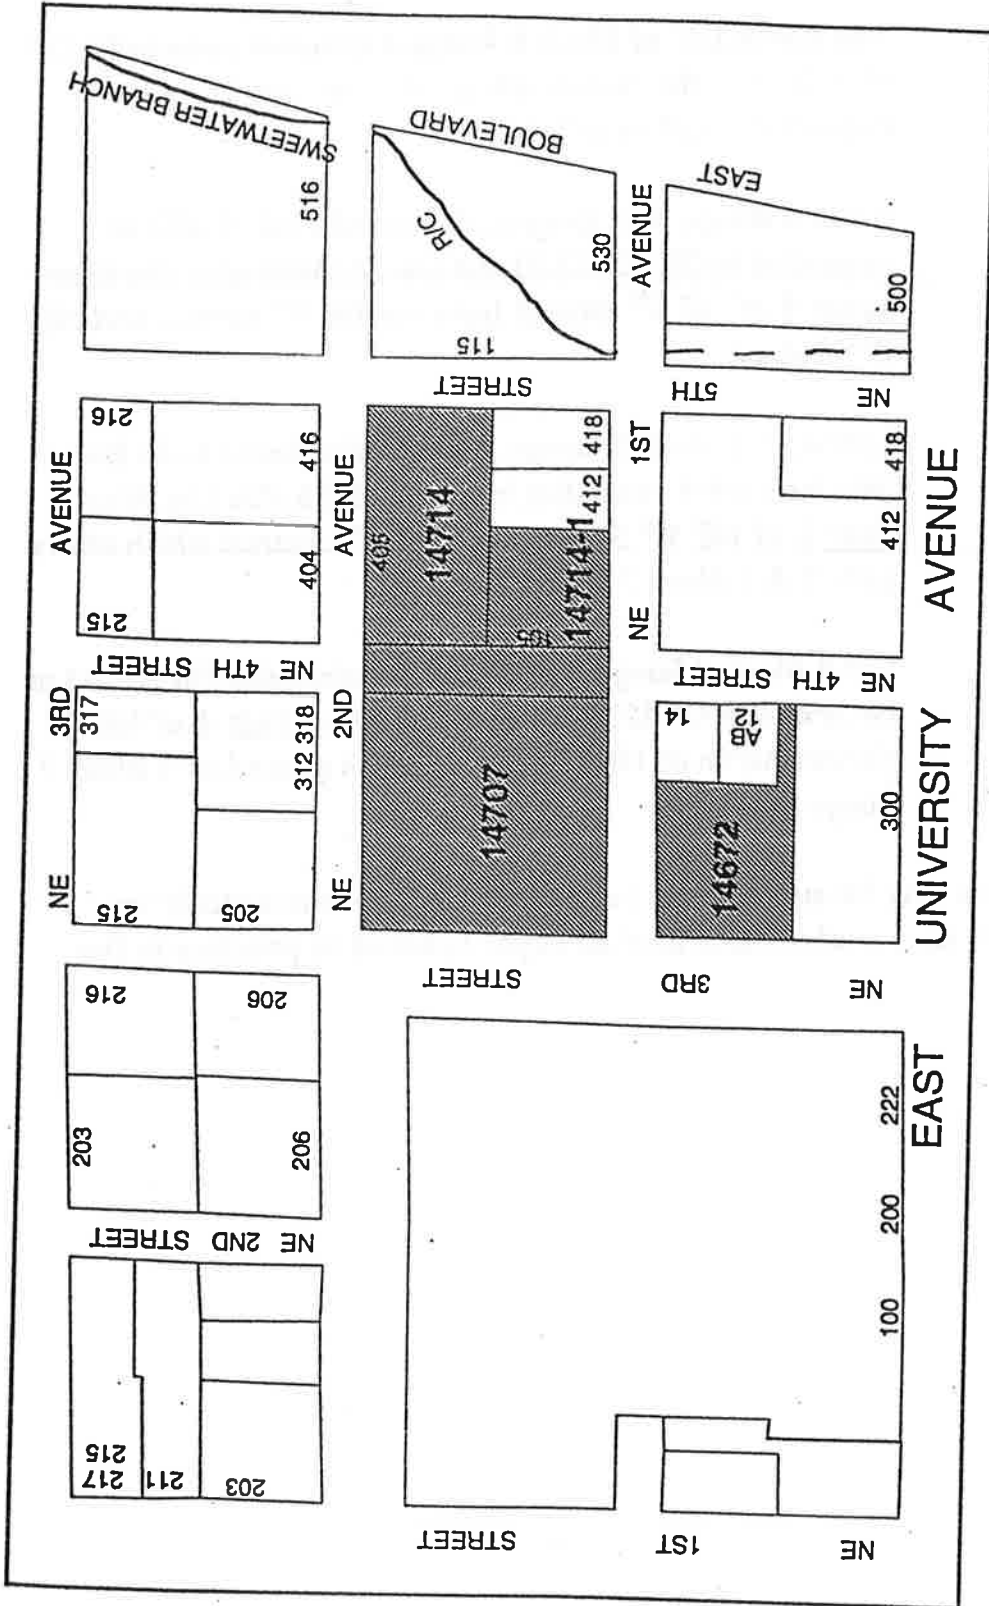 SWEETWATER BRANCH
516
BOULEVARD
R/C
115
530
EAST
500
AVENUE
STREET
5TH
NE
216
215
416
404
AVENUE
3RD
NE
NE 4TH STREET
317
318
312
215
205
216
206
203
206
NE 2ND STREET
215
217
211
203
AVENUE
2ND
NE
405
14714
14714-1
105
418
412
14707
1ST
AVENUE
NE
418
412
NE 4TH STREET
14
12
AB
14672
300
STREET
3RD
NE
222
200
100
STREET
1ST
NE
EAST UNIVERSITY AVENUE